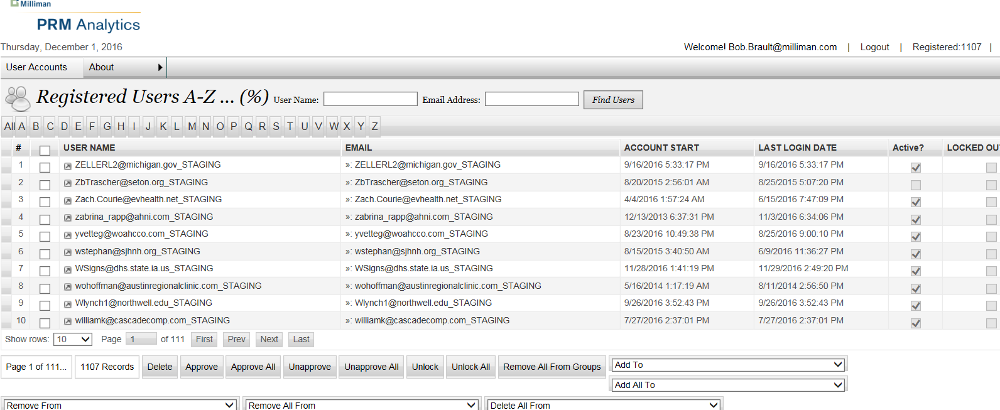 Milliman
PRM Analytics
Thursday, December 1, 2016 Welcome! Bob.Brault@milliman.com | Logout | Registered:1107 |
User Accounts About
Registered Users A-Z ... (%) User Name: Email Address: Find Users
All A B C D E F G H I J K L M N O P Q R S T U V W X Y Z
# USER NAME EMAIL ACCOUNT START LAST LOGIN DATE Active? LOCKED OU
1 ZELLERL2@michigan.gov_STAGING »: ZELLERL2@michigan.gov_STAGING 9/16/2016 5:33:17 PM 9/16/2016 5:33:17 PM
2 ZbTrascher@seton.org_STAGING »: ZbTrascher@seton.org_STAGING 8/20/2015 2:56:01 AM 8/25/2015 5:07:20 PM
3 Zach.Courie@evhealth.net_STAGING »: Zach.Courie@evhealth.net_STAGING 4/4/2016 1:57:24 AM 6/15/2016 7:47:09 PM
4 zabrina_rapp@ahni.com_STAGING »: zabrina_rapp@ahni.com_STAGING 12/13/2013 6:37:31 PM 11/3/2016 6:34:06 PM
5 yvetteg@woahcco.com_STAGING »: yvetteg@woahcco.com_STAGING 8/23/2016 10:49:38 PM 8/25/2016 9:00:10 PM
6 wstephan@sjhnh.org_STAGING »: wstephan@sjhnh.org_STAGING 8/15/2015 3:40:50 AM 6/9/2016 11:36:27 PM
7 WSigns@dhs.state.ia.us_STAGING »: WSigns@dhs.state.ia.us_STAGING 11/28/2016 1:41:19 PM 11/29/2016 2:49:20 PM
8 wohoffman@austinregionalclinic.com_STAGING »: wohoffman@austinregionalclinic.com_STAGING 5/16/2014 1:17:19 AM 8/11/2014 2:56:50 PM
9 Wlynch1@northwell.edu_STAGING »: Wlynch1@northwell.edu_STAGING 9/26/2016 3:52:43 PM 9/26/2016 3:52:43 PM
10 williamk@cascadecomp.com_STAGING »: williamk@cascadecomp.com_STAGING 7/27/2016 2:37:01 PM 7/27/2016 2:37:01 PM
Show rows: 10 Page 1 of 111 First Prev Next Last
Page 1 of 111... 1107 Records Delete Approve Approve All Unapprove Unapprove All Unlock Unlock All Remove All From Groups Add To
Add All To
Remove From Remove All From Delete All From